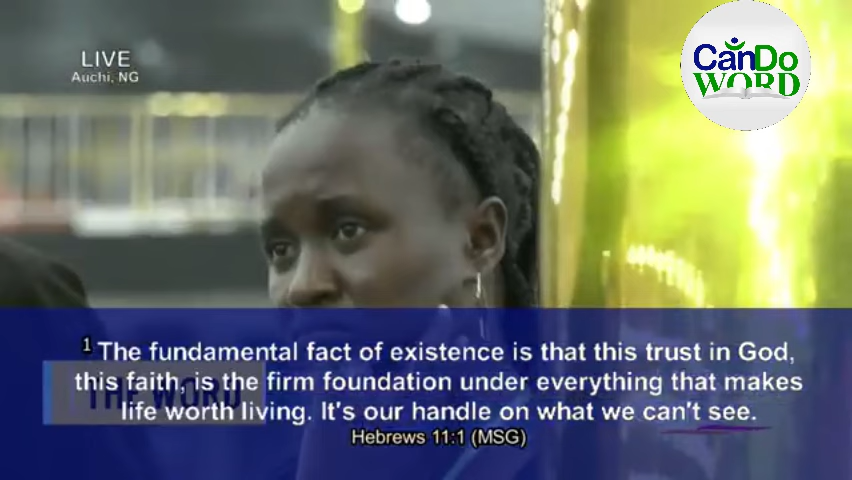 LIVE
Auchi, NG
CanDo
WORD
1 The fundamental fact of existence is that this trust in God,
this faith, is the firm foundation under everything that makes
life worth living. It's our handle on what we can't see.
THE WORD
Hebrews 11:1 (MSG)